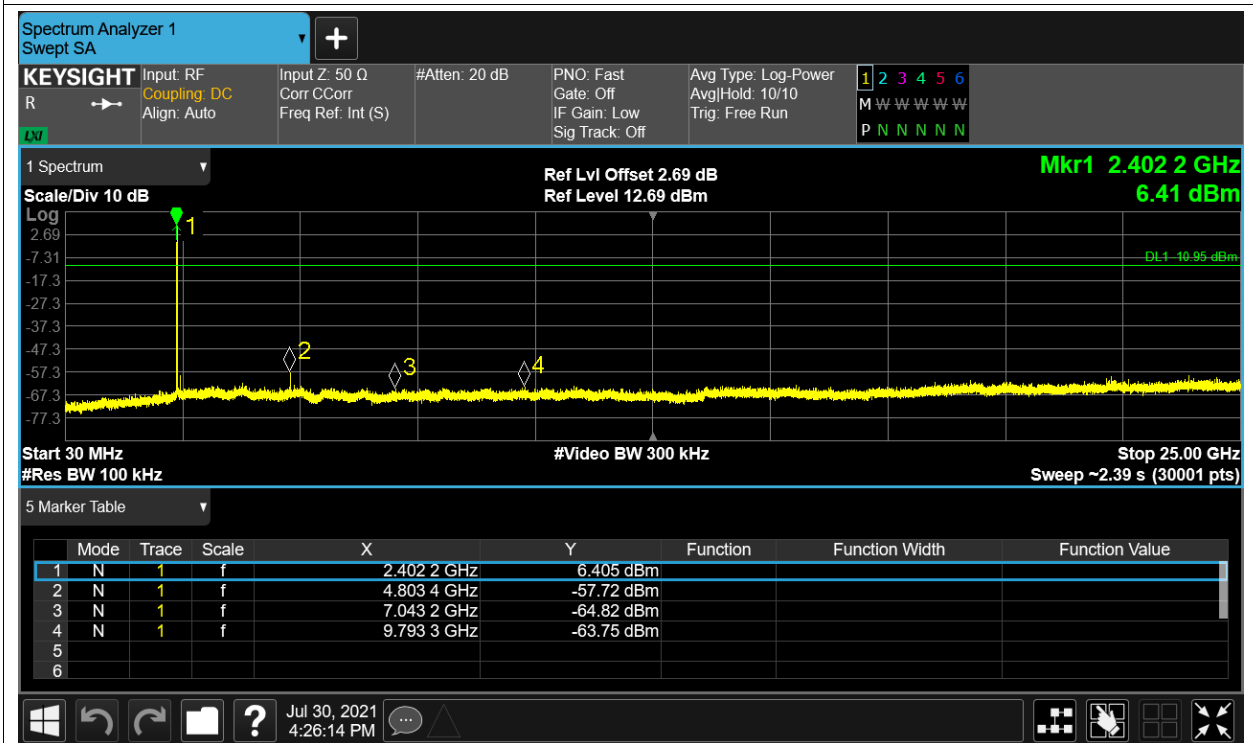 Spectrum Analyzer 1
Swept SA
KEYSIGHT Input: RF Input Z: 50 Ω #Atten: 20 dB PNO: Fast Avg Type: Log-Power 1 2 3 4 5 6
R Coupling: DC Corr CCorr Gate: Off Avg|Hold: 10/10 M W W W W W
Align: Auto Freq Ref: Int (S) IF Gain: Low Trig: Free Run
LXI Sig Track: Off P N N N N N
1 Spectrum Ref Lvl Offset 2.69 dB Mkr1 2.402 2 GHz
Scale/Div 10 dB Ref Level 12.69 dBm 6.41 dBm
Log
1
2.69
-7.31 DL1 -10.95 dBm
-17.3
-27.3
-37.3
-47.3 2
-57.3 3 4
-67.3
-77.3
Start 30 MHz #Video BW 300 kHz Stop 25.00 GHz
#Res BW 100 kHz Sweep ~2.39 s (30001 pts)
5 Marker Table
Mode Trace Scale X Y Function Function Width Function Value
1 N 1 f 2.402 2 GHz 6.405 dBm
2 N 1 f 4.803 4 GHz -57.72 dBm
3 N 1 f 7.043 2 GHz -64.82 dBm
4 N 1 f 9.793 3 GHz -63.75 dBm
5
6
? Jul 30, 2021
4:26:14 PM